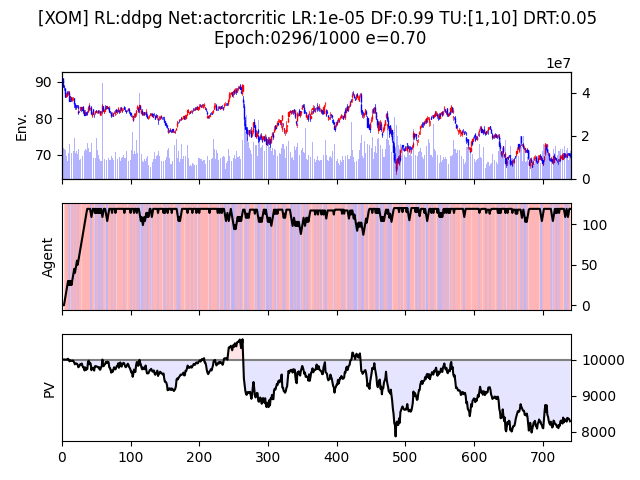 [XOM] RL:ddpg Net:actorcritic LR:1e-05 DF:0.99 TU:[1,10] DRT:0.05
Epoch:0296/1000 e=0.70
1e7
90
80
70
Env.
4
2
0
Agent
100
50
0
PV
10000
9000
8000
0 100 200 300 400 500 600 700